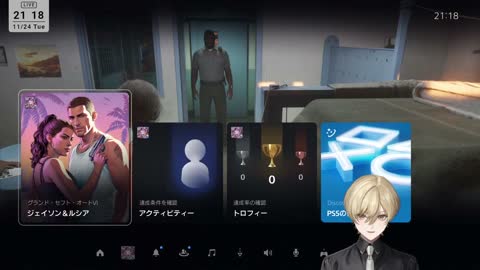 LIVE
21 18
11/24 Tue
21:18
グランド・セフト・オートVI
ジェイソン＆ルシア
達成条件を確認
アクティビティー
達成率の確認
トロフィー
0
0
0
PS5の